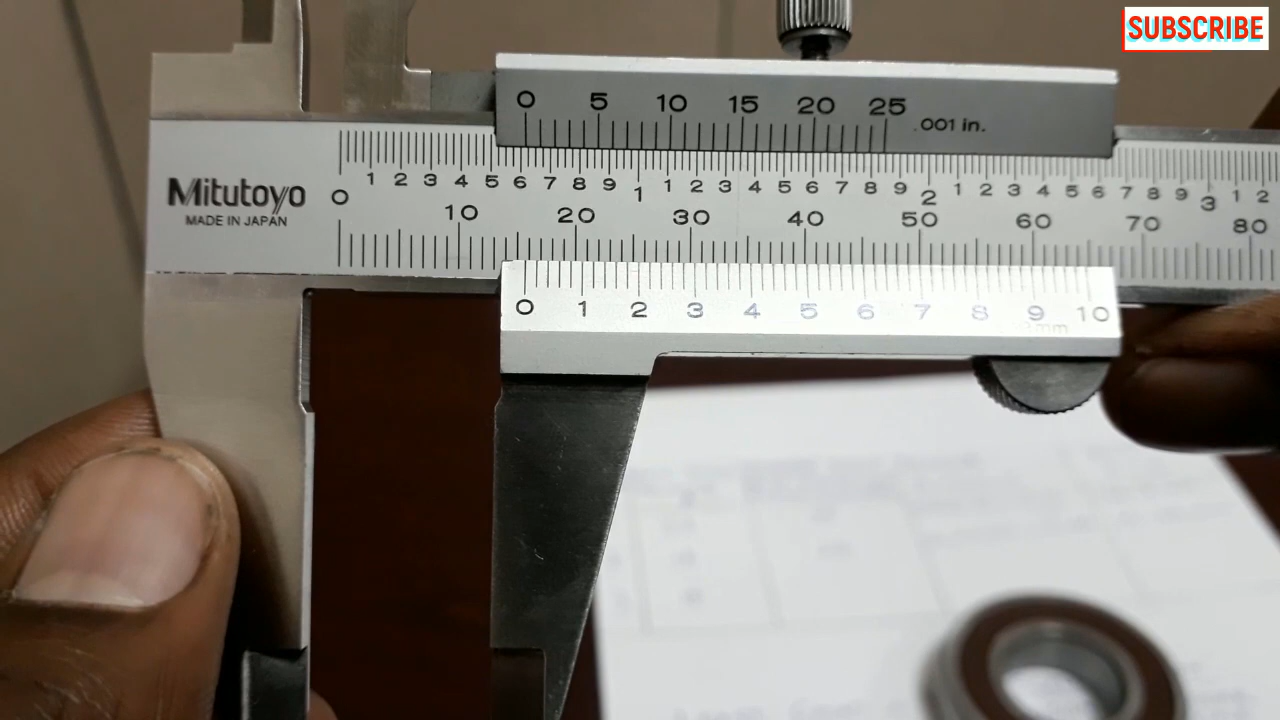 SUBSCRIBE
0 5 10 15 20 25 .001 in.
Mitutoyo
MADE IN JAPAN
0 1 2 3 4 5 6 7 8 9 1 1 2 3 4 5 6 7 8 9 2 1 2 3 4 5 6 7 8 9 3 1 2
10 20 30 40 50 60 70 80
0 1 2 3 4 5 6 7 8 9 10
mm